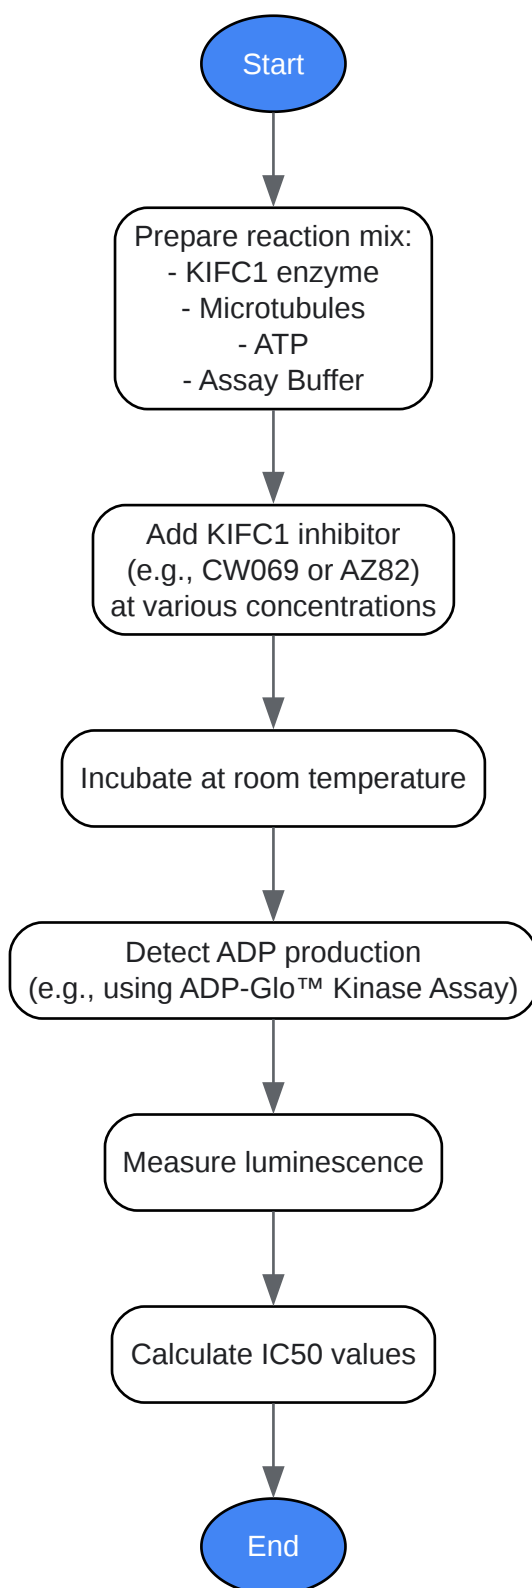 Start
Prepare reaction mix:
- KIFC1 enzyme
- Microtubules
- ATP
- Assay Buffer
Add KIFC1 inhibitor
(e.g., CW069 or AZ82)
at various concentrations
Incubate at room temperature
Detect ADP production
(e.g., using ADP-Glo™ Kinase Assay)
Measure luminescence
Calculate IC50 values
End